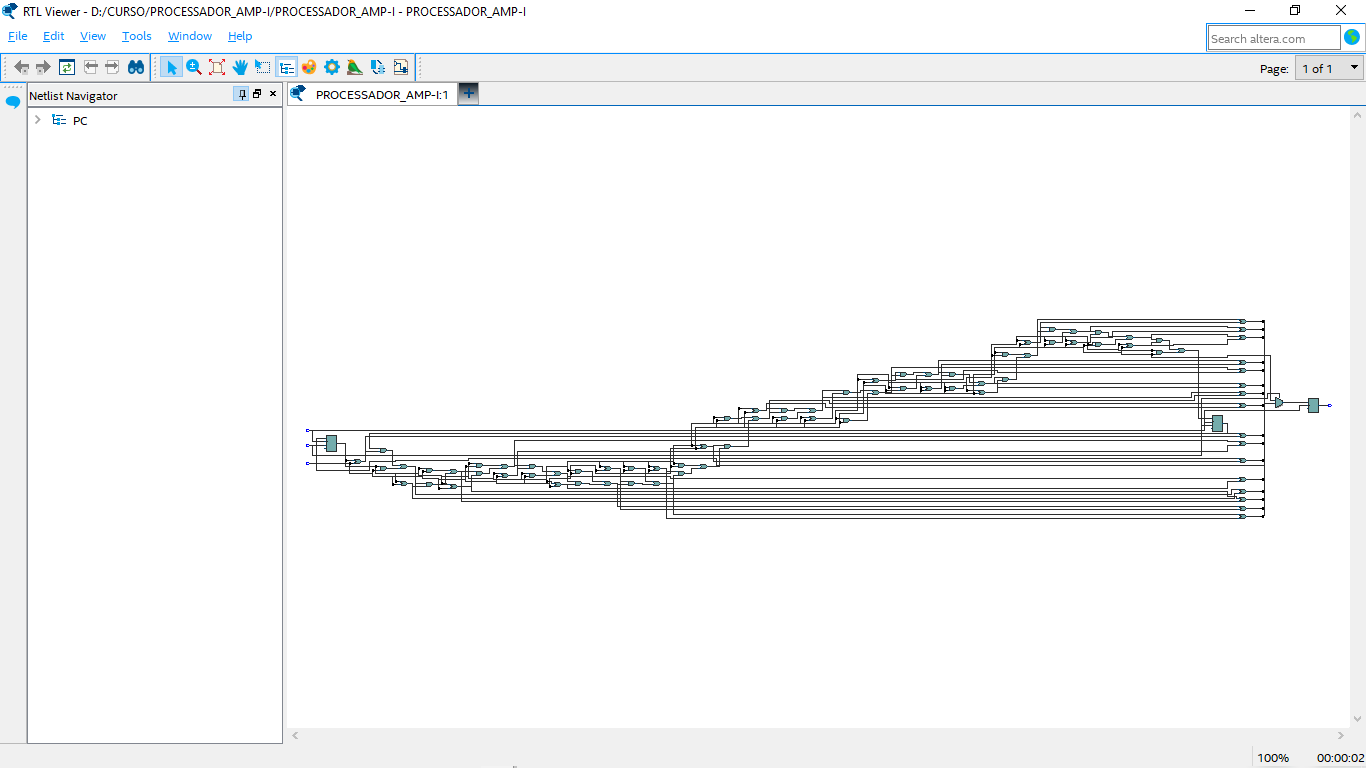 RTL Viewer - D:/CURSO/PROCESSADOR_AMP-I/PROCESSADOR_AMP-I - PROCESSADOR_AMP-I
File Edit View Tools Window Help
Search altera.com
Page: 1 of 1
Netlist Navigator
PROCESSADOR_AMP-I:1
PC
100% 00:00:02